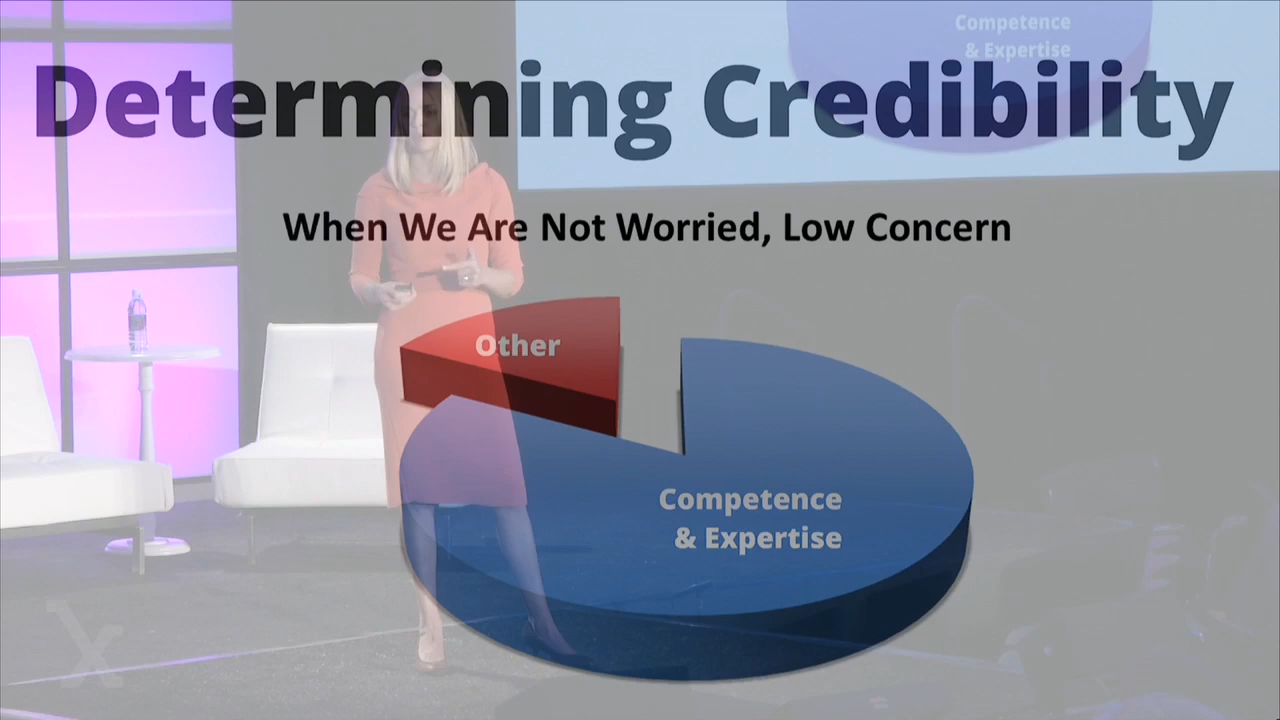 Competence
& Expertise
Determining Credibility
When We Are Not Worried, Low Concern
Other
Competence
& Expertise